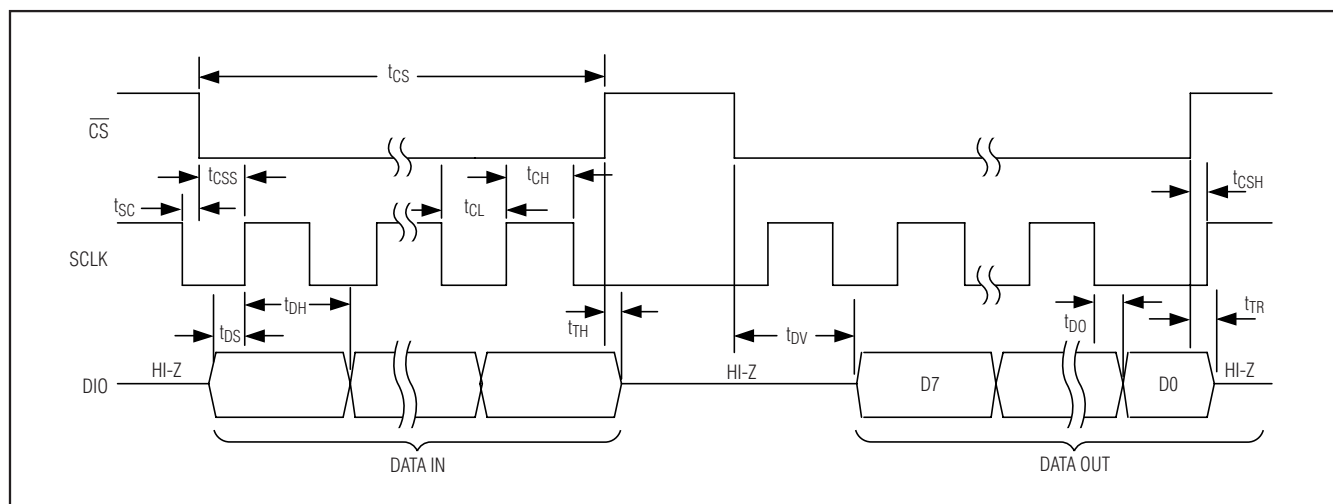 tCS
C̅S̅
tCSS
tCH
tCSH
tSC
tCL
SCLK
tDH
tTR
tDS
tTH
tDV
tDO
DIO
HI-Z
HI-Z
D7
D0
HI-Z
DATA IN
DATA OUT